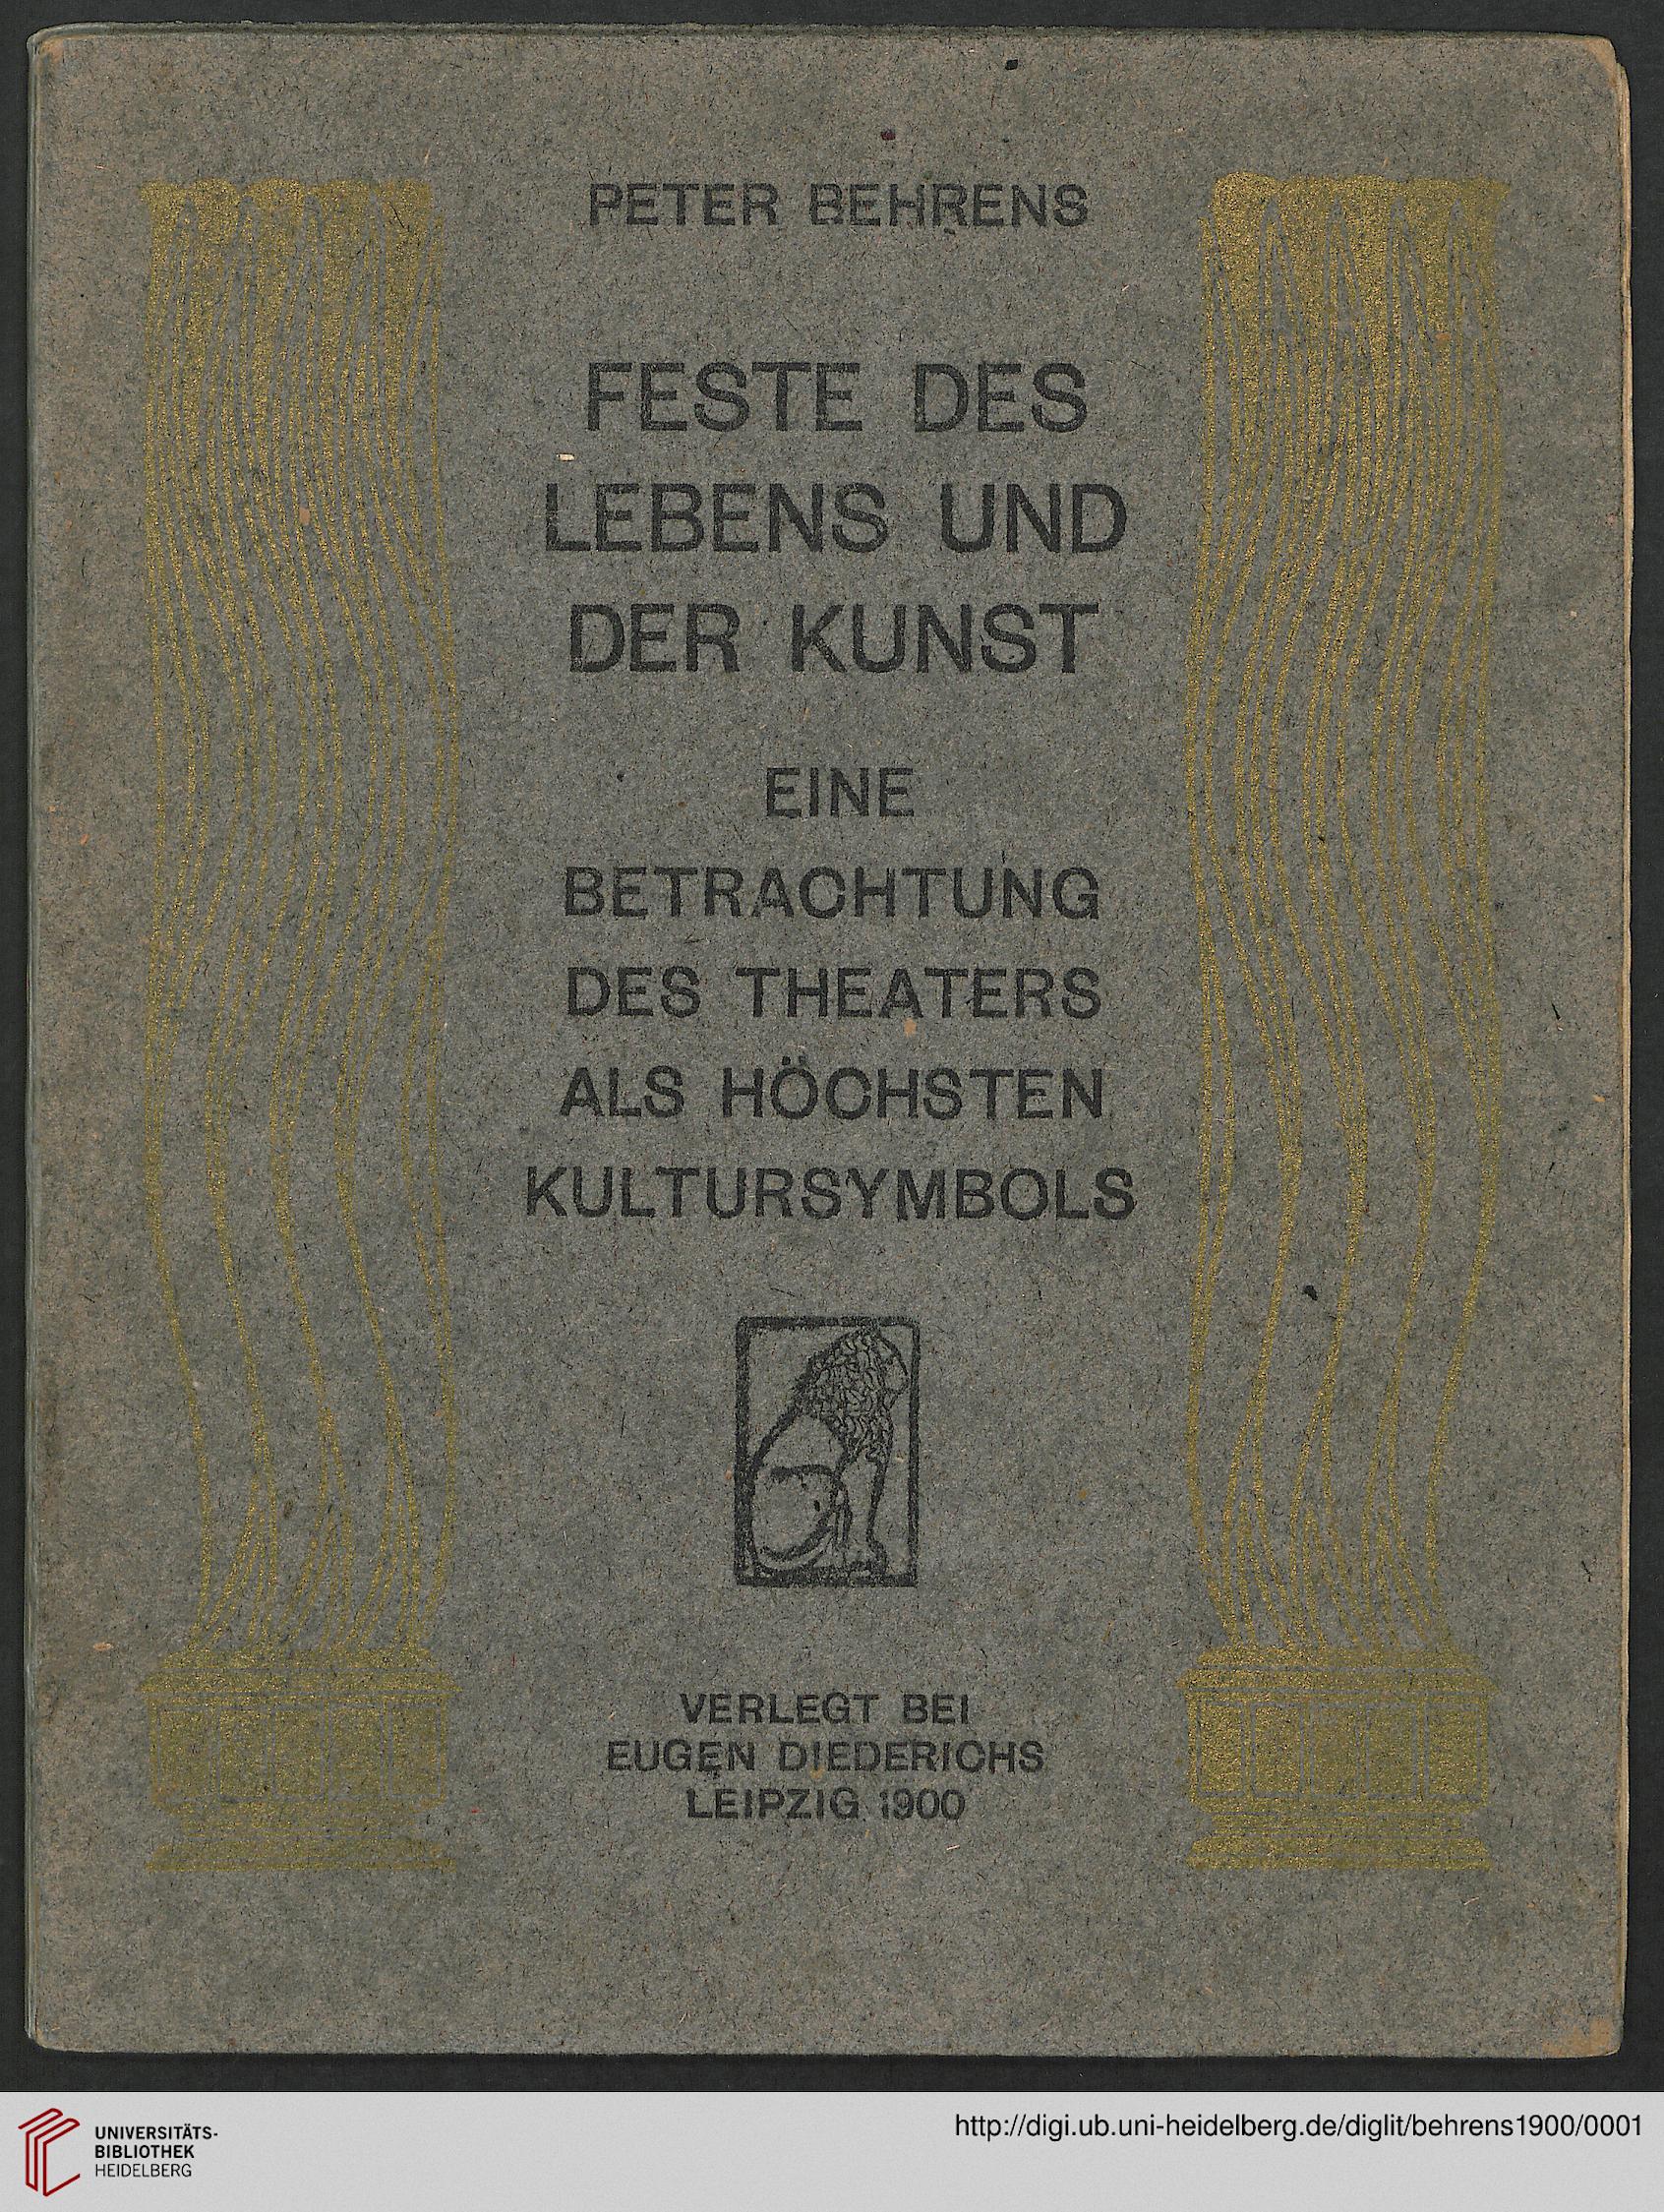 PETER BEHRENS
FESTE DES
LEBENS UND
DER KUNST
EINE
BETRACHTUNG
DES THEATERS
ALS HÖCHSTEN
KULTURSYMBOLS
VERLEGT BEI
EUGEN DIEDERICHS
LEIPZIG 1900
UNIVERSITÄTS-
BIBLIOTHEK
HEIDELBERG
http://digi.ub.uni-heidelberg.de/diglit/behrens1900/0001